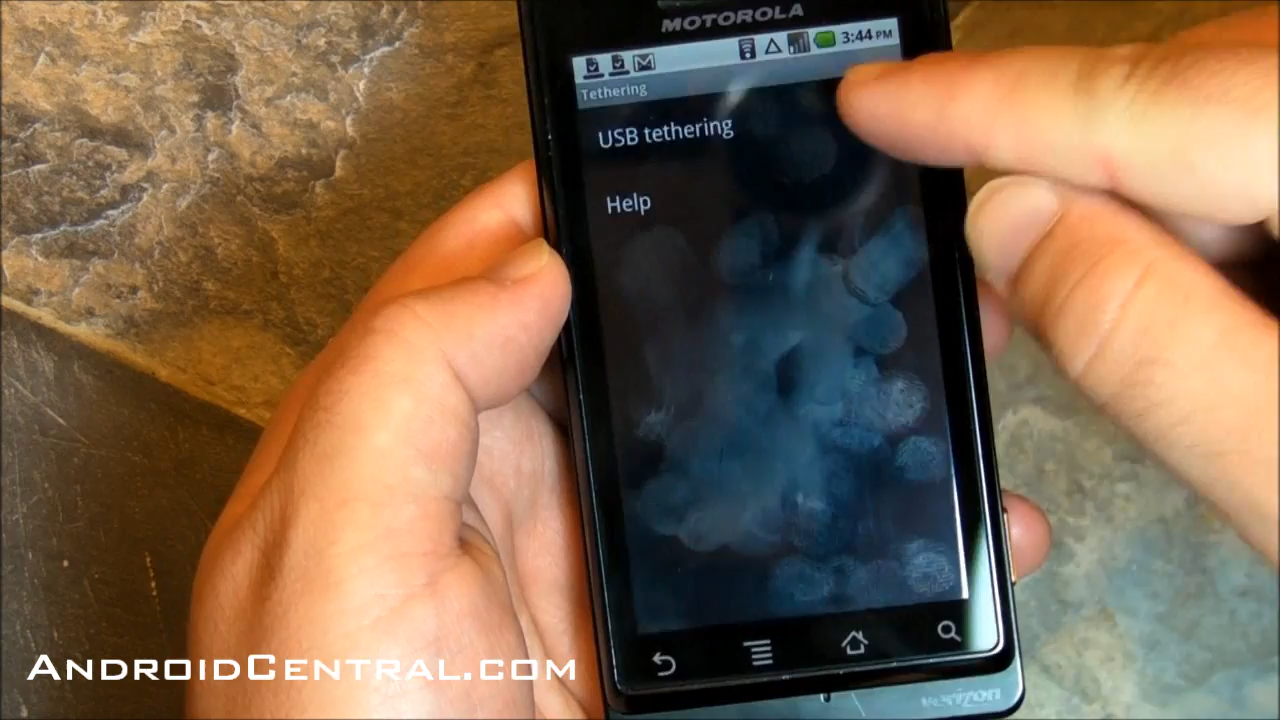 MOTOROLA
3:44 PM
Tethering
USB tethering
Help
ANDROIDCENTRAL.COM
verizon